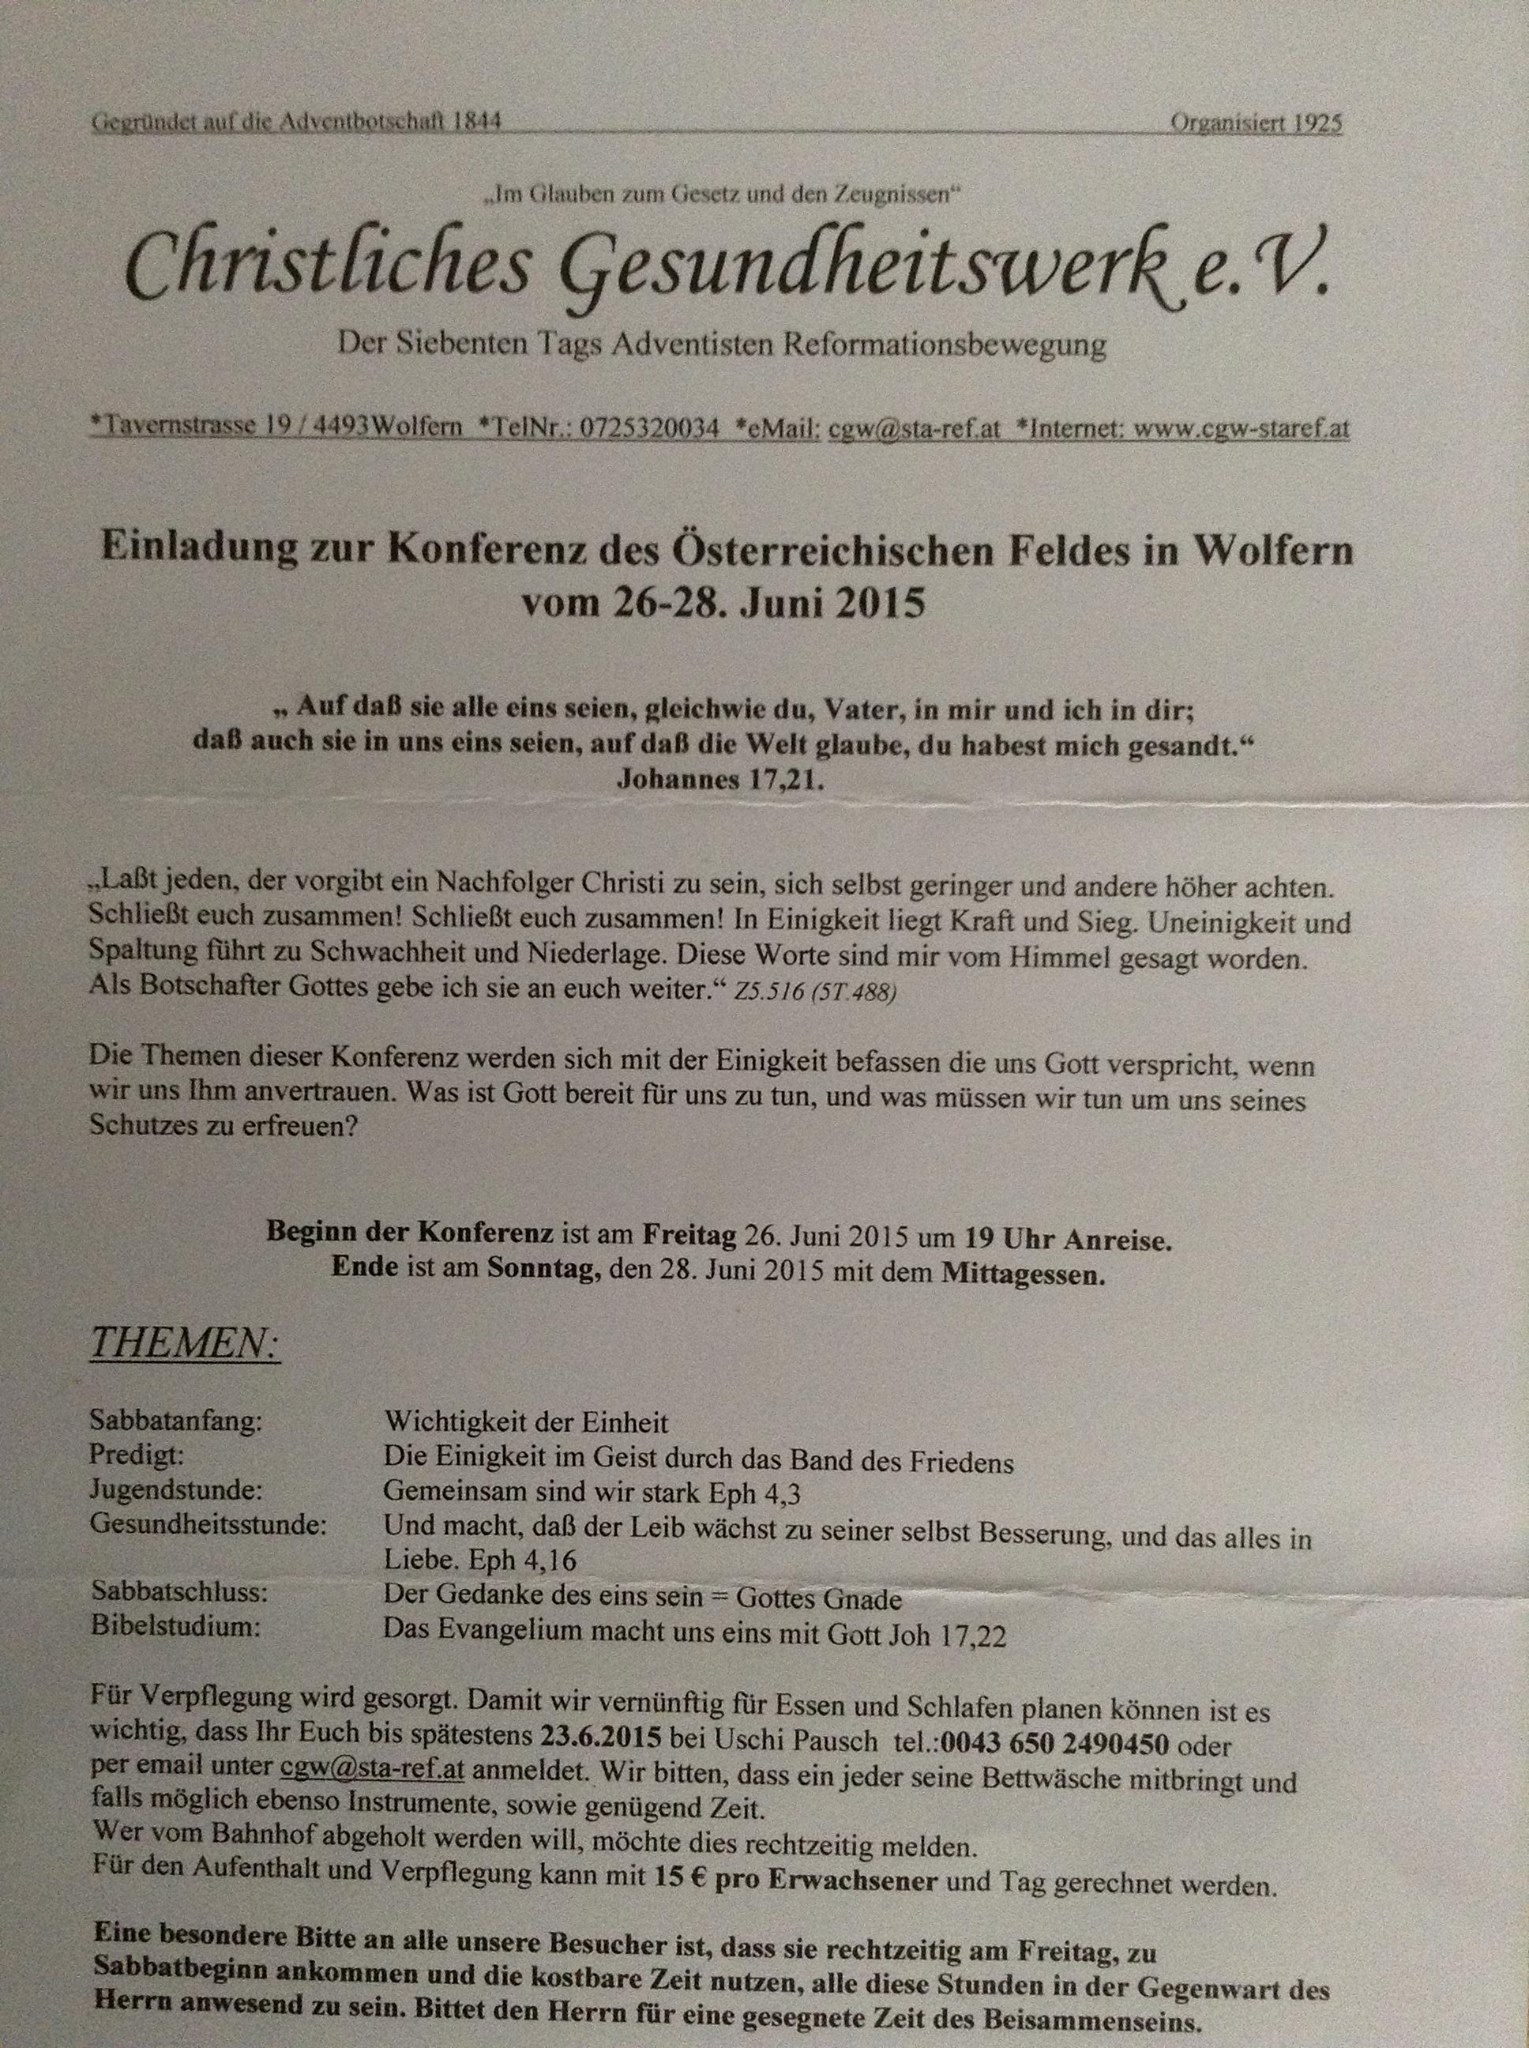 Gegründet auf die Adventbotschaft 1844 Organisiert 1925
„Im Glauben zum Gesetz und den Zeugnissen“
Christliches Gesundheitswerk e.V.
Der Siebenten Tags Adventisten Reformationsbewegung
*Tavernstrasse 19 / 4493Wolfern *TelNr.: 0725320034 *eMail: cgw@sta-ref.at *Internet: www.cgw-staref.at
Einladung zur Konferenz des Österreichischen Feldes in Wolfern
vom 26-28. Juni 2015
„ Auf daß sie alle eins seien, gleichwie du, Vater, in mir und ich in dir;
daß auch sie in uns eins seien, auf daß die Welt glaube, du habest mich gesandt.“
Johannes 17,21.
„Laßt jeden, der vorgibt ein Nachfolger Christi zu sein, sich selbst geringer und andere höher achten.
Schließt euch zusammen! Schließt euch zusammen! In Einigkeit liegt Kraft und Sieg. Uneinigkeit und
Spaltung führt zu Schwachheit und Niederlage. Diese Worte sind mir vom Himmel gesagt worden.
Als Botschafter Gottes gebe ich sie an euch weiter.“ Z5.516 (5T.488)
Die Themen dieser Konferenz werden sich mit der Einigkeit befassen die uns Gott verspricht, wenn
wir uns Ihm anvertrauen. Was ist Gott bereit für uns zu tun, und was müssen wir tun um uns seines
Schutzes zu erfreuen?
Beginn der Konferenz ist am Freitag 26. Juni 2015 um 19 Uhr Anreise.
Ende ist am Sonntag, den 28. Juni 2015 mit dem Mittagessen.
THEMEN:
Sabbatanfang: Wichtigkeit der Einheit
Predigt: Die Einigkeit im Geist durch das Band des Friedens
Jugendstunde: Gemeinsam sind wir stark Eph 4,3
Gesundheitsstunde: Und macht, daß der Leib wächst zu seiner selbst Besserung, und das alles in
Liebe. Eph 4,16
Sabbatschluss: Der Gedanke des eins sein = Gottes Gnade
Bibelstudium: Das Evangelium macht uns eins mit Gott Joh 17,22
Für Verpflegung wird gesorgt. Damit wir vernünftig für Essen und Schlafen planen können ist es
wichtig, dass Ihr Euch bis spätestens 23.6.2015 bei Uschi Pausch tel.:0043 650 2490450 oder
per email unter cgw@sta-ref.at anmeldet. Wir bitten, dass ein jeder seine Bettwäsche mitbringt und
falls möglich ebenso Instrumente, sowie genügend Zeit.
Wer vom Bahnhof abgeholt werden will, möchte dies rechtzeitig melden.
Für den Aufenthalt und Verpflegung kann mit 15 € pro Erwachsener und Tag gerechnet werden.
Eine besondere Bitte an alle unsere Besucher ist, dass sie rechtzeitig am Freitag, zu
Sabbatbeginn ankommen und die kostbare Zeit nutzen, alle diese Stunden in der Gegenwart des
Herrn anwesend zu sein. Bittet den Herrn für eine gesegnete Zeit des Beisammenseins.